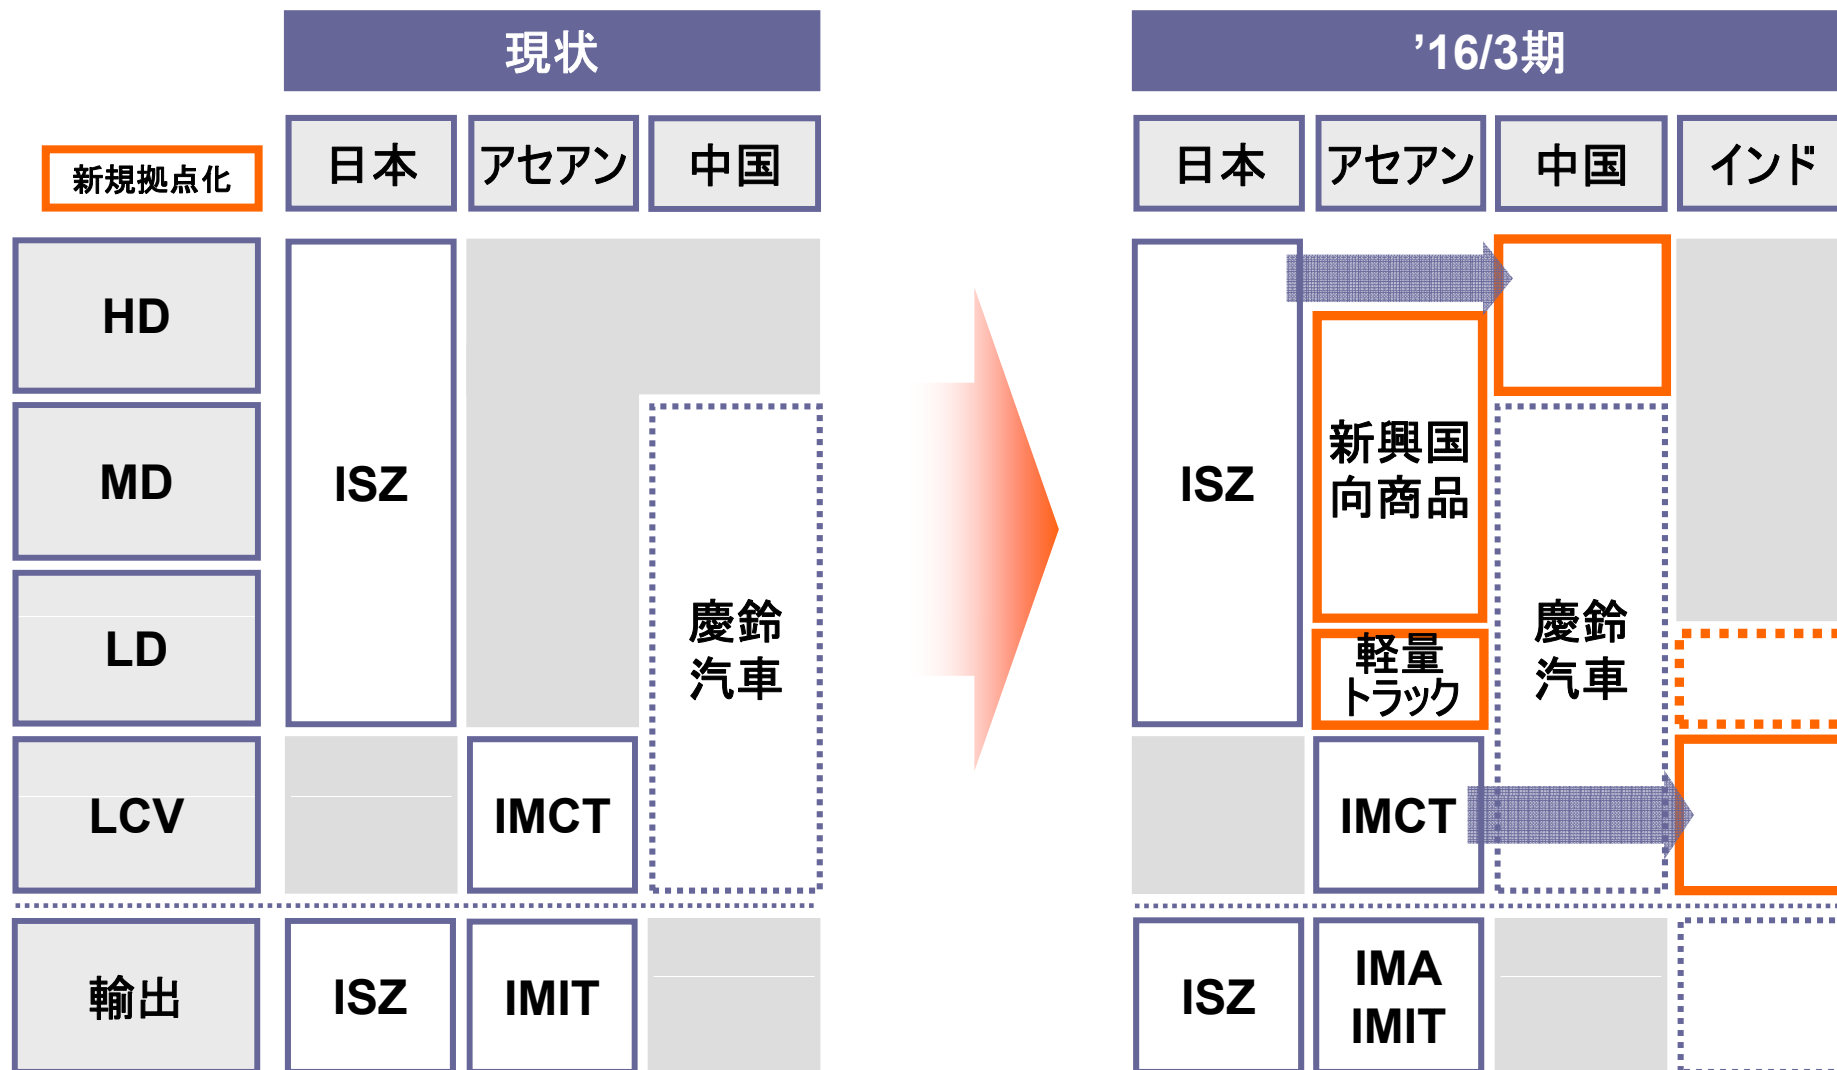 現状
’16/3期
新規拠点化
日本
アセアン
中国
日本
アセアン
中国
インド
HD
MD
LD
LCV
輸出
ISZ
慶鈴
汽車
IMCT
ISZ
IMIT
ISZ
新興国
向商品
軽量
トラック
慶鈴
汽車
IMCT
ISZ
IMA
IMIT